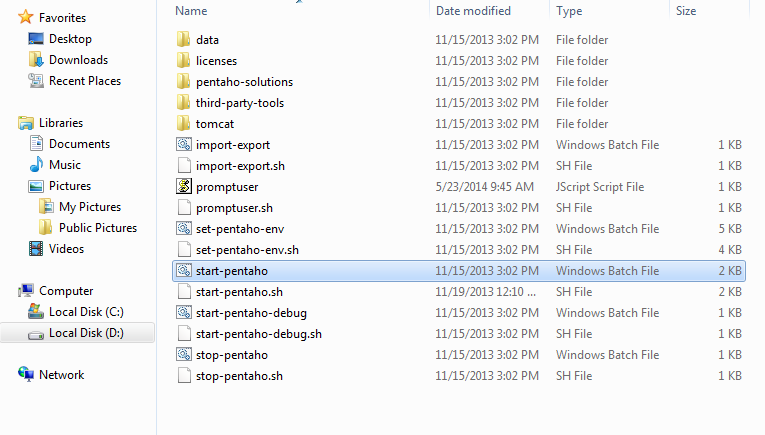 Favorites
Desktop
Downloads
Recent Places
Libraries
Documents
Music
Pictures
My Pictures
Public Pictures
Videos
Computer
Local Disk (C:)
Local Disk (D:)
Network
Name Date modified Type Size
data 11/15/2013 3:02 PM File folder
licenses 11/15/2013 3:02 PM File folder
pentaho-solutions 11/15/2013 3:02 PM File folder
third-party-tools 11/15/2013 3:02 PM File folder
tomcat 11/15/2013 3:02 PM File folder
import-export 11/15/2013 3:02 PM Windows Batch File 1 KB
import-export.sh 11/15/2013 3:02 PM SH File 1 KB
promptuser 5/23/2014 9:45 AM JScript Script File 1 KB
promptuser.sh 11/15/2013 3:02 PM SH File 1 KB
set-pentaho-env 11/15/2013 3:02 PM Windows Batch File 5 KB
set-pentaho-env.sh 11/15/2013 3:02 PM SH File 4 KB
start-pentaho 11/15/2013 3:02 PM Windows Batch File 2 KB
start-pentaho.sh 11/19/2013 12:10 ... SH File 2 KB
start-pentaho-debug 11/15/2013 3:02 PM Windows Batch File 1 KB
start-pentaho-debug.sh 11/15/2013 3:02 PM SH File 1 KB
stop-pentaho 11/15/2013 3:02 PM Windows Batch File 1 KB
stop-pentaho.sh 11/15/2013 3:02 PM SH File 1 KB